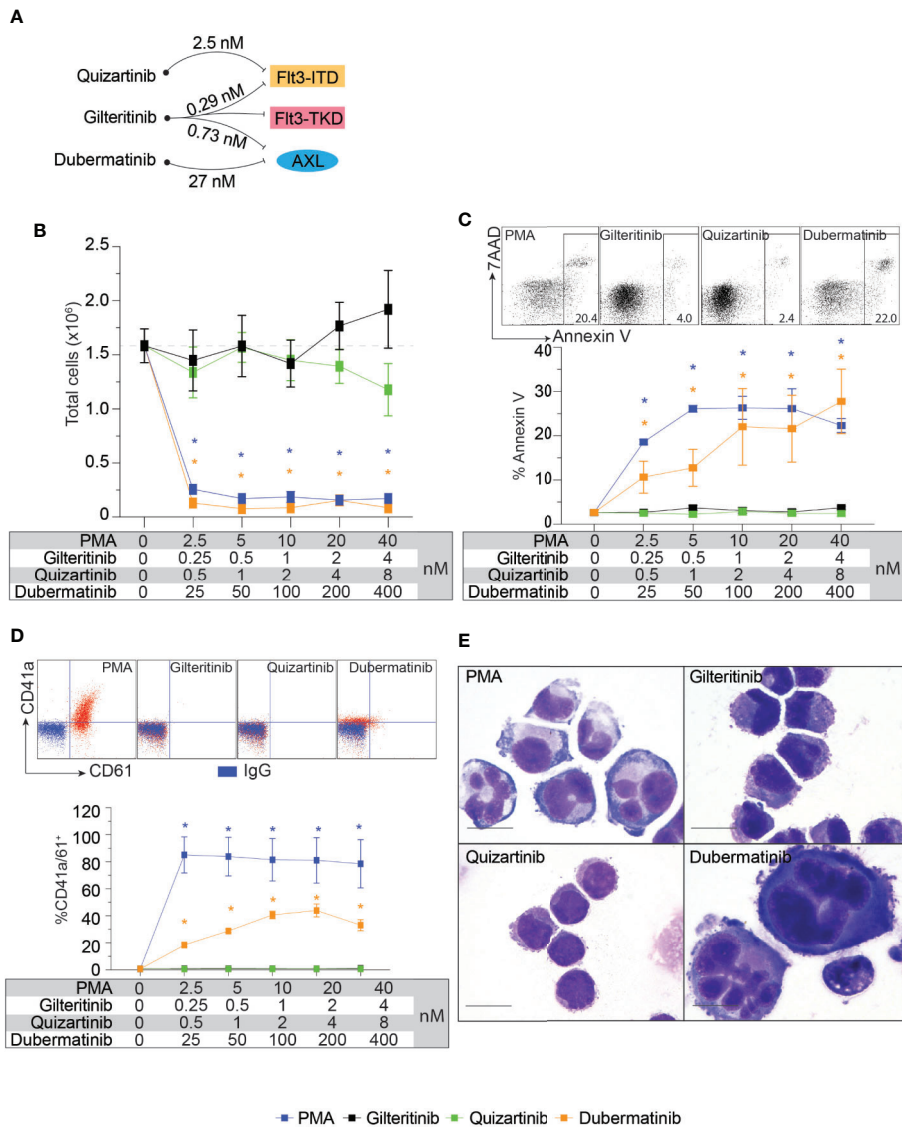 A
2.5 nM
Quizartinib
Flt3-ITD
0.29 nM
Gilteritinib
Flt3-TKD
0.73 nM
Dubermatinib
AXL
27 nM
B
Total cells (x10⁶)
2.5
2.0
1.5
1.0
0.5
0
* * * * *
* * * * *
PMA 0 2.5 5 10 20 40
Gilteritinib 0 0.25 0.5 1 2 4
Quizartinib 0 0.5 1 2 4 8
Dubermatinib 0 25 50 100 200 400
nM
C
7AAD
PMA Gilteritinib Quizartinib Dubermatinib
20.4 4.0 2.4 22.0
Annexin V
% Annexin V
40
30
20
10
0
* * * * *
* * * * *
PMA 0 2.5 5 10 20 40
Gilteritinib 0 0.25 0.5 1 2 4
Quizartinib 0 0.5 1 2 4 8
Dubermatinib 0 25 50 100 200 400
nM
D
CD41a
PMA Gilteritinib Quizartinib Dubermatinib
CD61
IgG
%CD41a/61⁺
120
100
80
60
40
20
0
* * * * *
* * * * *
PMA 0 2.5 5 10 20 40
Gilteritinib 0 0.25 0.5 1 2 4
Quizartinib 0 0.5 1 2 4 8
Dubermatinib 0 25 50 100 200 400
nM
E
PMA
Gilteritinib
Quizartinib
Dubermatinib
PMA Gilteritinib Quizartinib Dubermatinib